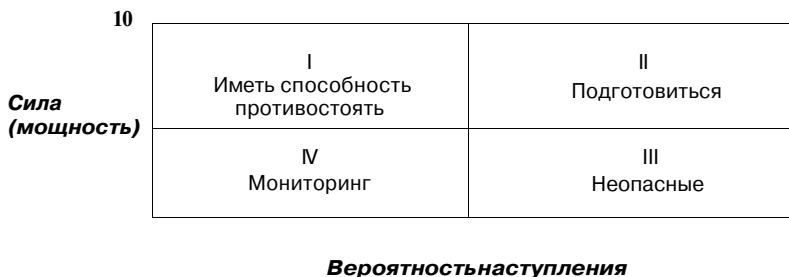 10
I
Иметь способность
противостоять
II
Подготовиться
Сила
(мощность)
IV
Мониторинг
III
Неопасные
Вероятностьнаступления